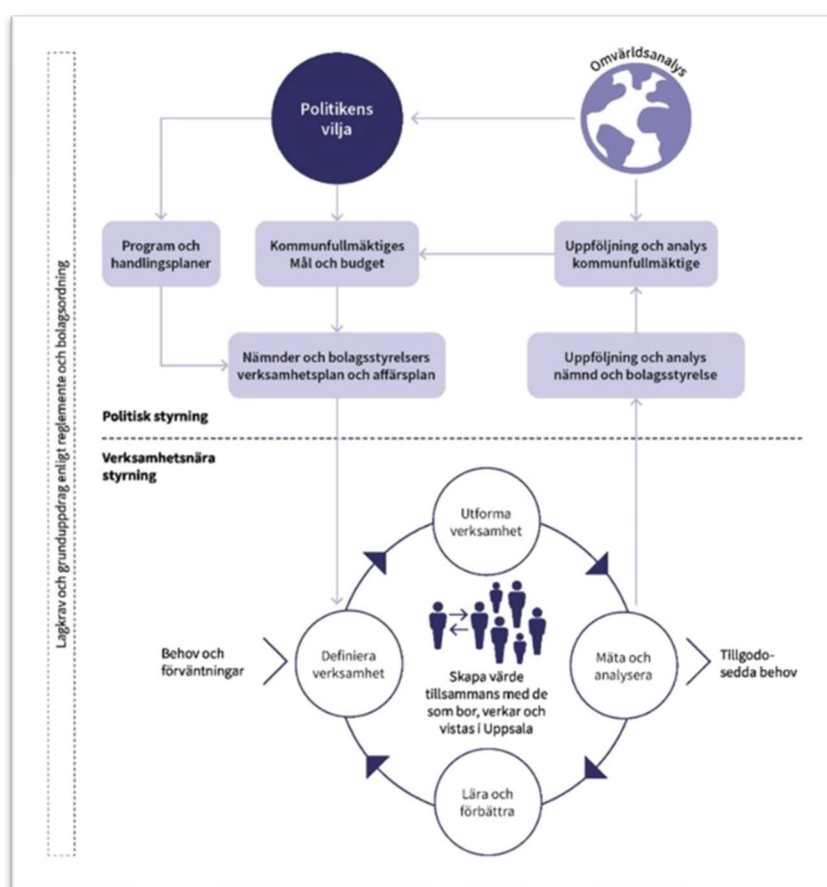 Lagkrav och grunduppdrag enligt reglemente och bolagsordning
Politikens
vilja
Omvärldsanalys
Program och
handlingsplaner
Kommunfullmäktiges
Mål och budget
Uppföljning och analys
kommunfullmäktige
Nämnder och bolagsstyrelsers
verksamhetsplan och affärsplan
Uppföljning och analys
nämnd och bolagsstyrelse
Politisk styrning
Verksamhetsnära
styrning
Utforma
verksamhet
Behov och
förväntningar
Definiera
verksamhet
Skapa värde
tillsammans med de
som bor, verkar och
vistas i Uppsala
Mäta och
analysera
Tillgodo-
sedda behov
Lära och
förbättra